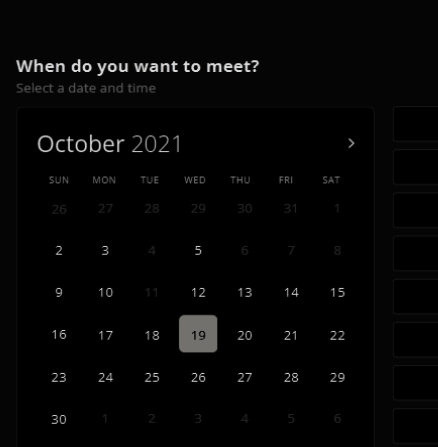 When do you want to meet?
Select a date and time
October 2021 >
SUN MON TUE WED THU FRI SAT
26 27 28 29 30 31 1
2 3 4 5 6 7 8
9 10 11 12 13 14 15
16 17 18 19 20 21 22
23 24 25 26 27 28 29
30 1 2 3 4 5 6